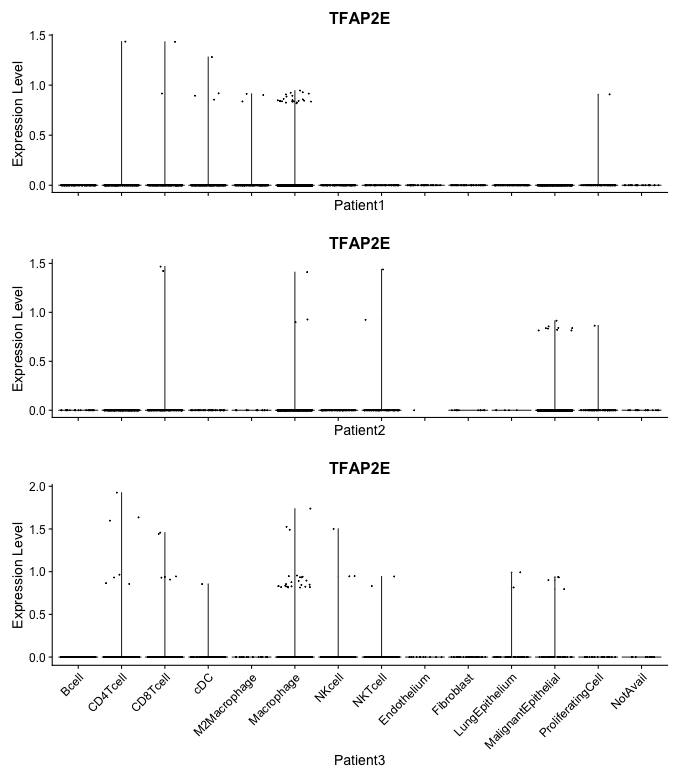 TFAP2E
1.5
1.0
0.5
0.0
Expression Level
Patient1
TFAP2E
1.5
1.0
0.5
0.0
Expression Level
Patient2
TFAP2E
2.0
1.5
1.0
0.5
0.0
Expression Level
Bcell
CD4Tcell
CD8Tcell
cDC
M2Macrophage
Macrophage
NKcell
NKTcell
Endothelium
Fibroblast
LungEpithelium
MalignantEpithelial
ProliferatingCell
NotAvail
Patient3